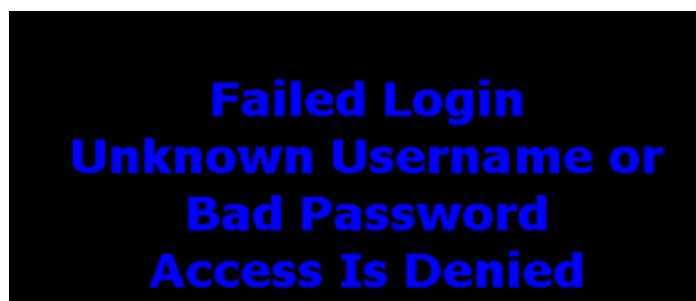 Failed Login
Unknown Username or
Bad Password
Access Is Denied